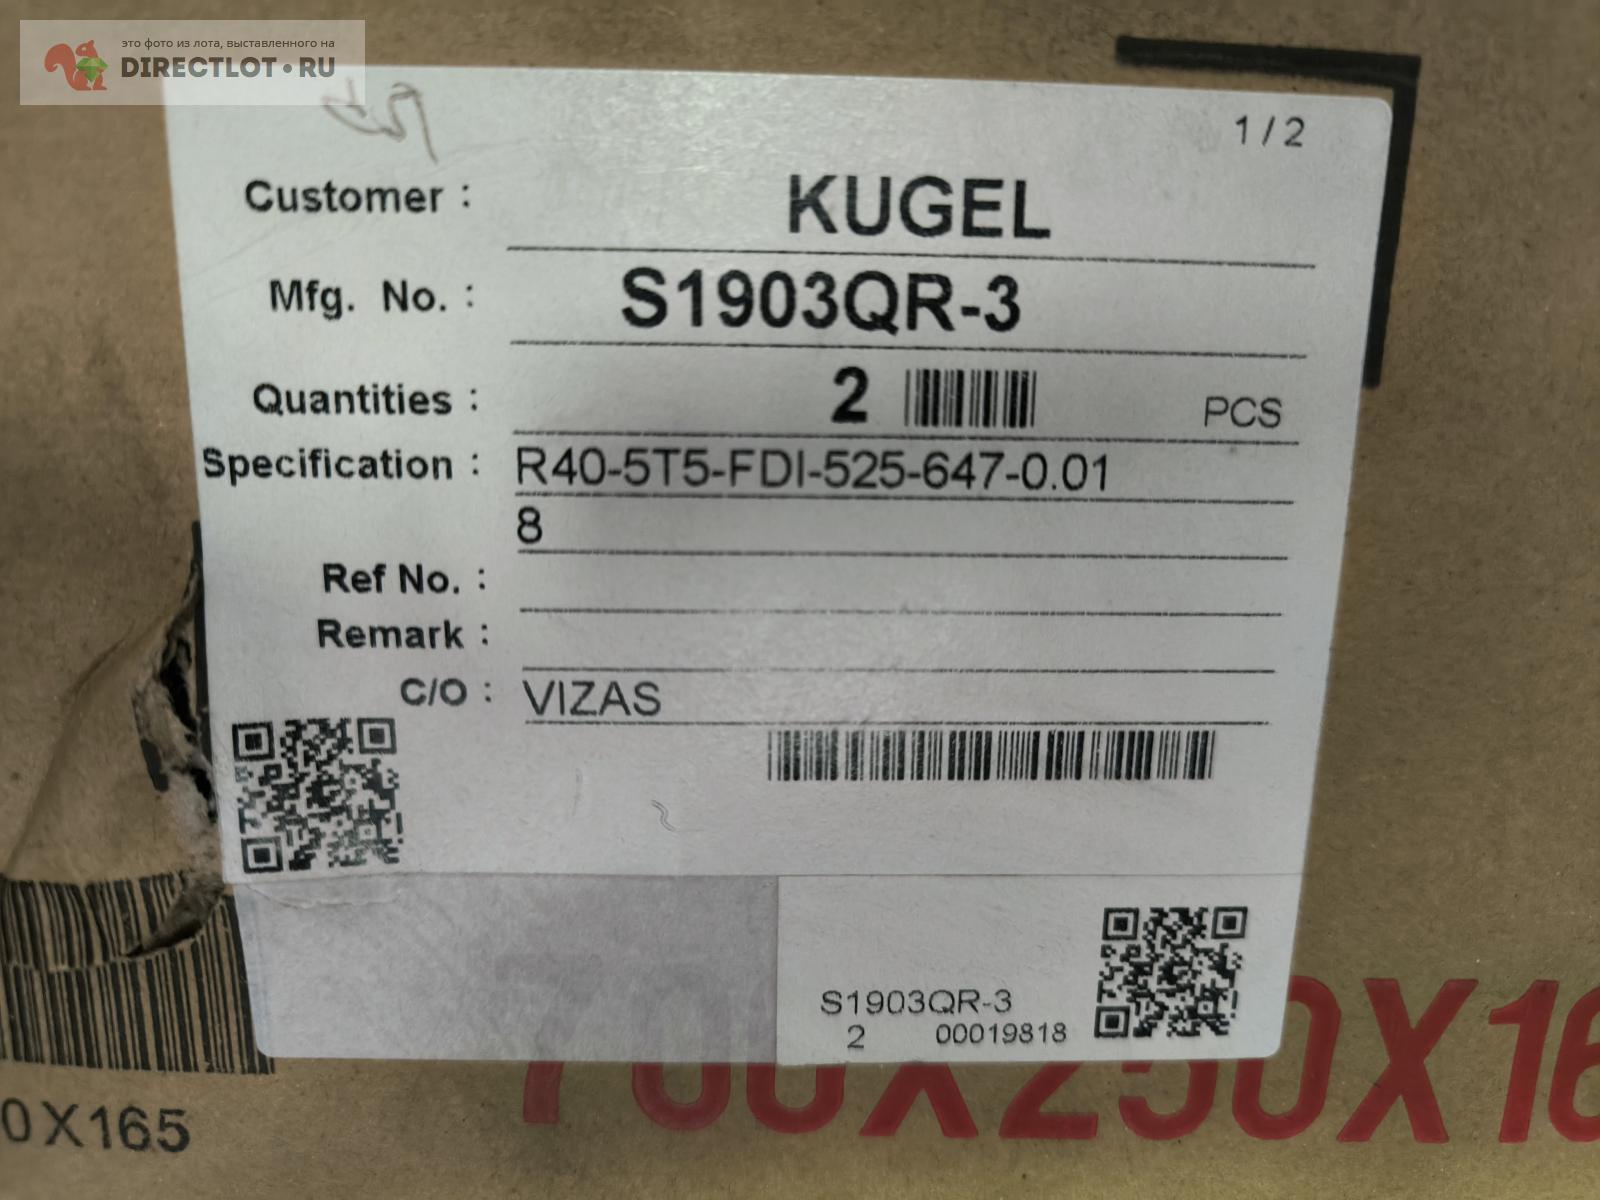 это фото из лота, выставленного на
DIRECTLOT•RU
1 / 2
Customer : KUGEL
Mfg. No. : S1903QR-3
Quantities : 2 PCS
Specification : R40-5T5-FDI-525-647-0.01
8
Ref No. :
Remark :
C/O : VIZAS
S1903QR-3
2 00019818
700X250X16
0X165